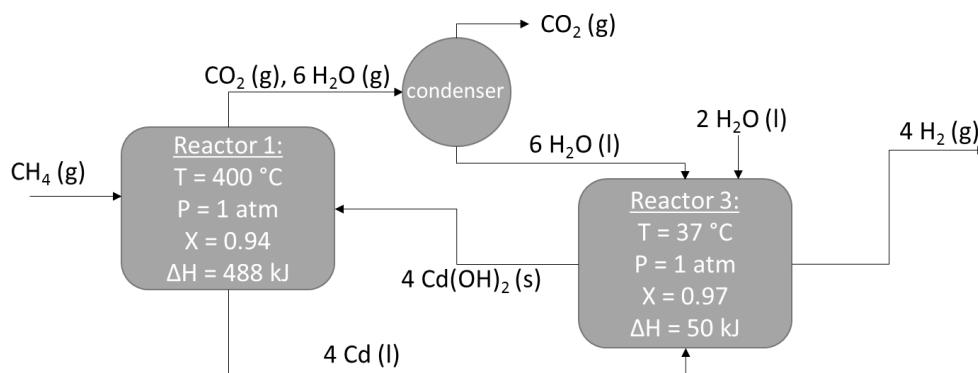 CO₂ (g)
CO₂ (g), 6 H₂O (g)
condenser
CH₄ (g)
Reactor 1:
T = 400 °C
P = 1 atm
X = 0.94
ΔH = 488 kJ
6 H₂O (l)
2 H₂O (l)
4 H₂ (g)
4 Cd(OH)₂ (s)
Reactor 3:
T = 37 °C
P = 1 atm
X = 0.97
ΔH = 50 kJ
4 Cd (l)